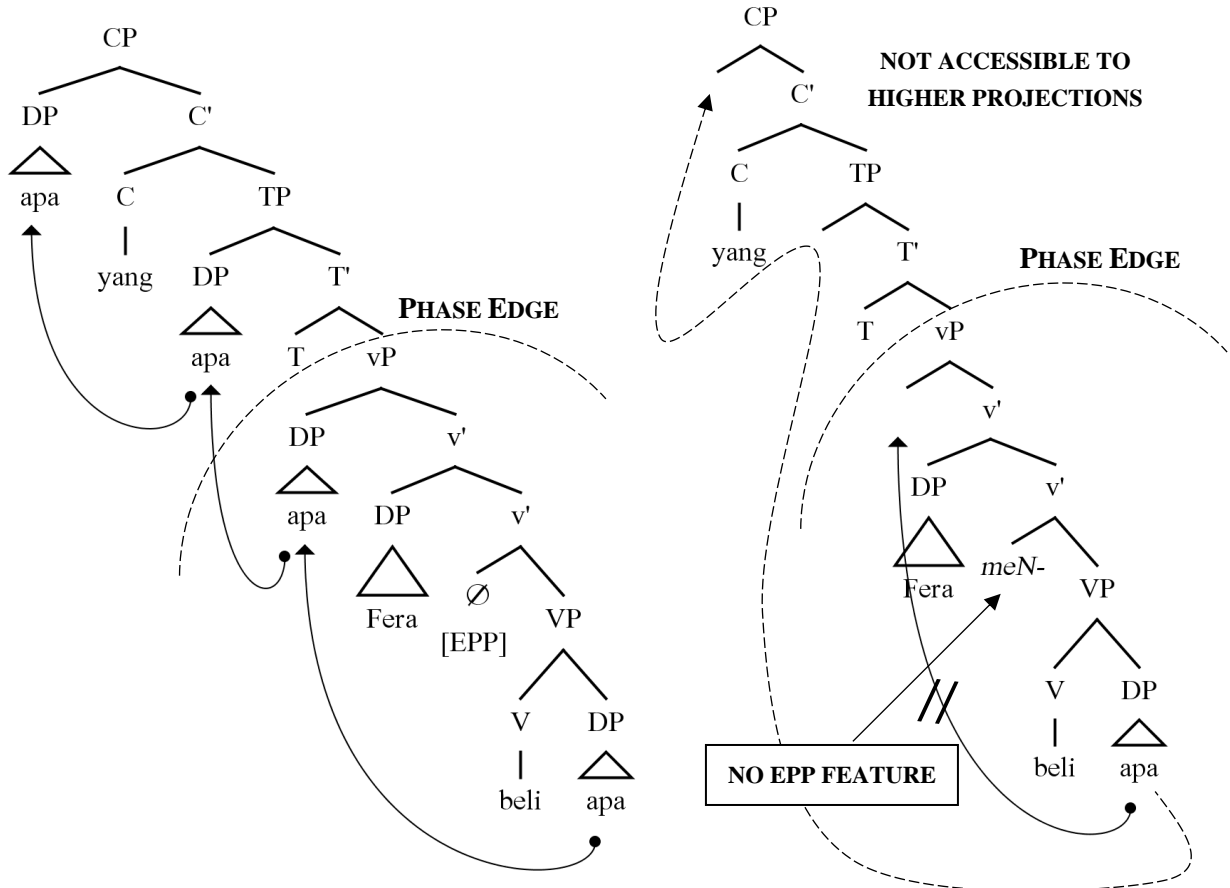 CP
DP C'
apa C TP
yang DP T'
apa T vP
PHASE EDGE
DP v'
apa DP v'
Fera ∅ VP
[EPP]
V DP
beli apa
CP
NOT ACCESSIBLE TO
HIGHER PROJECTIONS
C'
C TP
yang T'
PHASE EDGE
T vP
v'
DP v'
Fera meN- VP
V DP
beli apa
NO EPP FEATURE